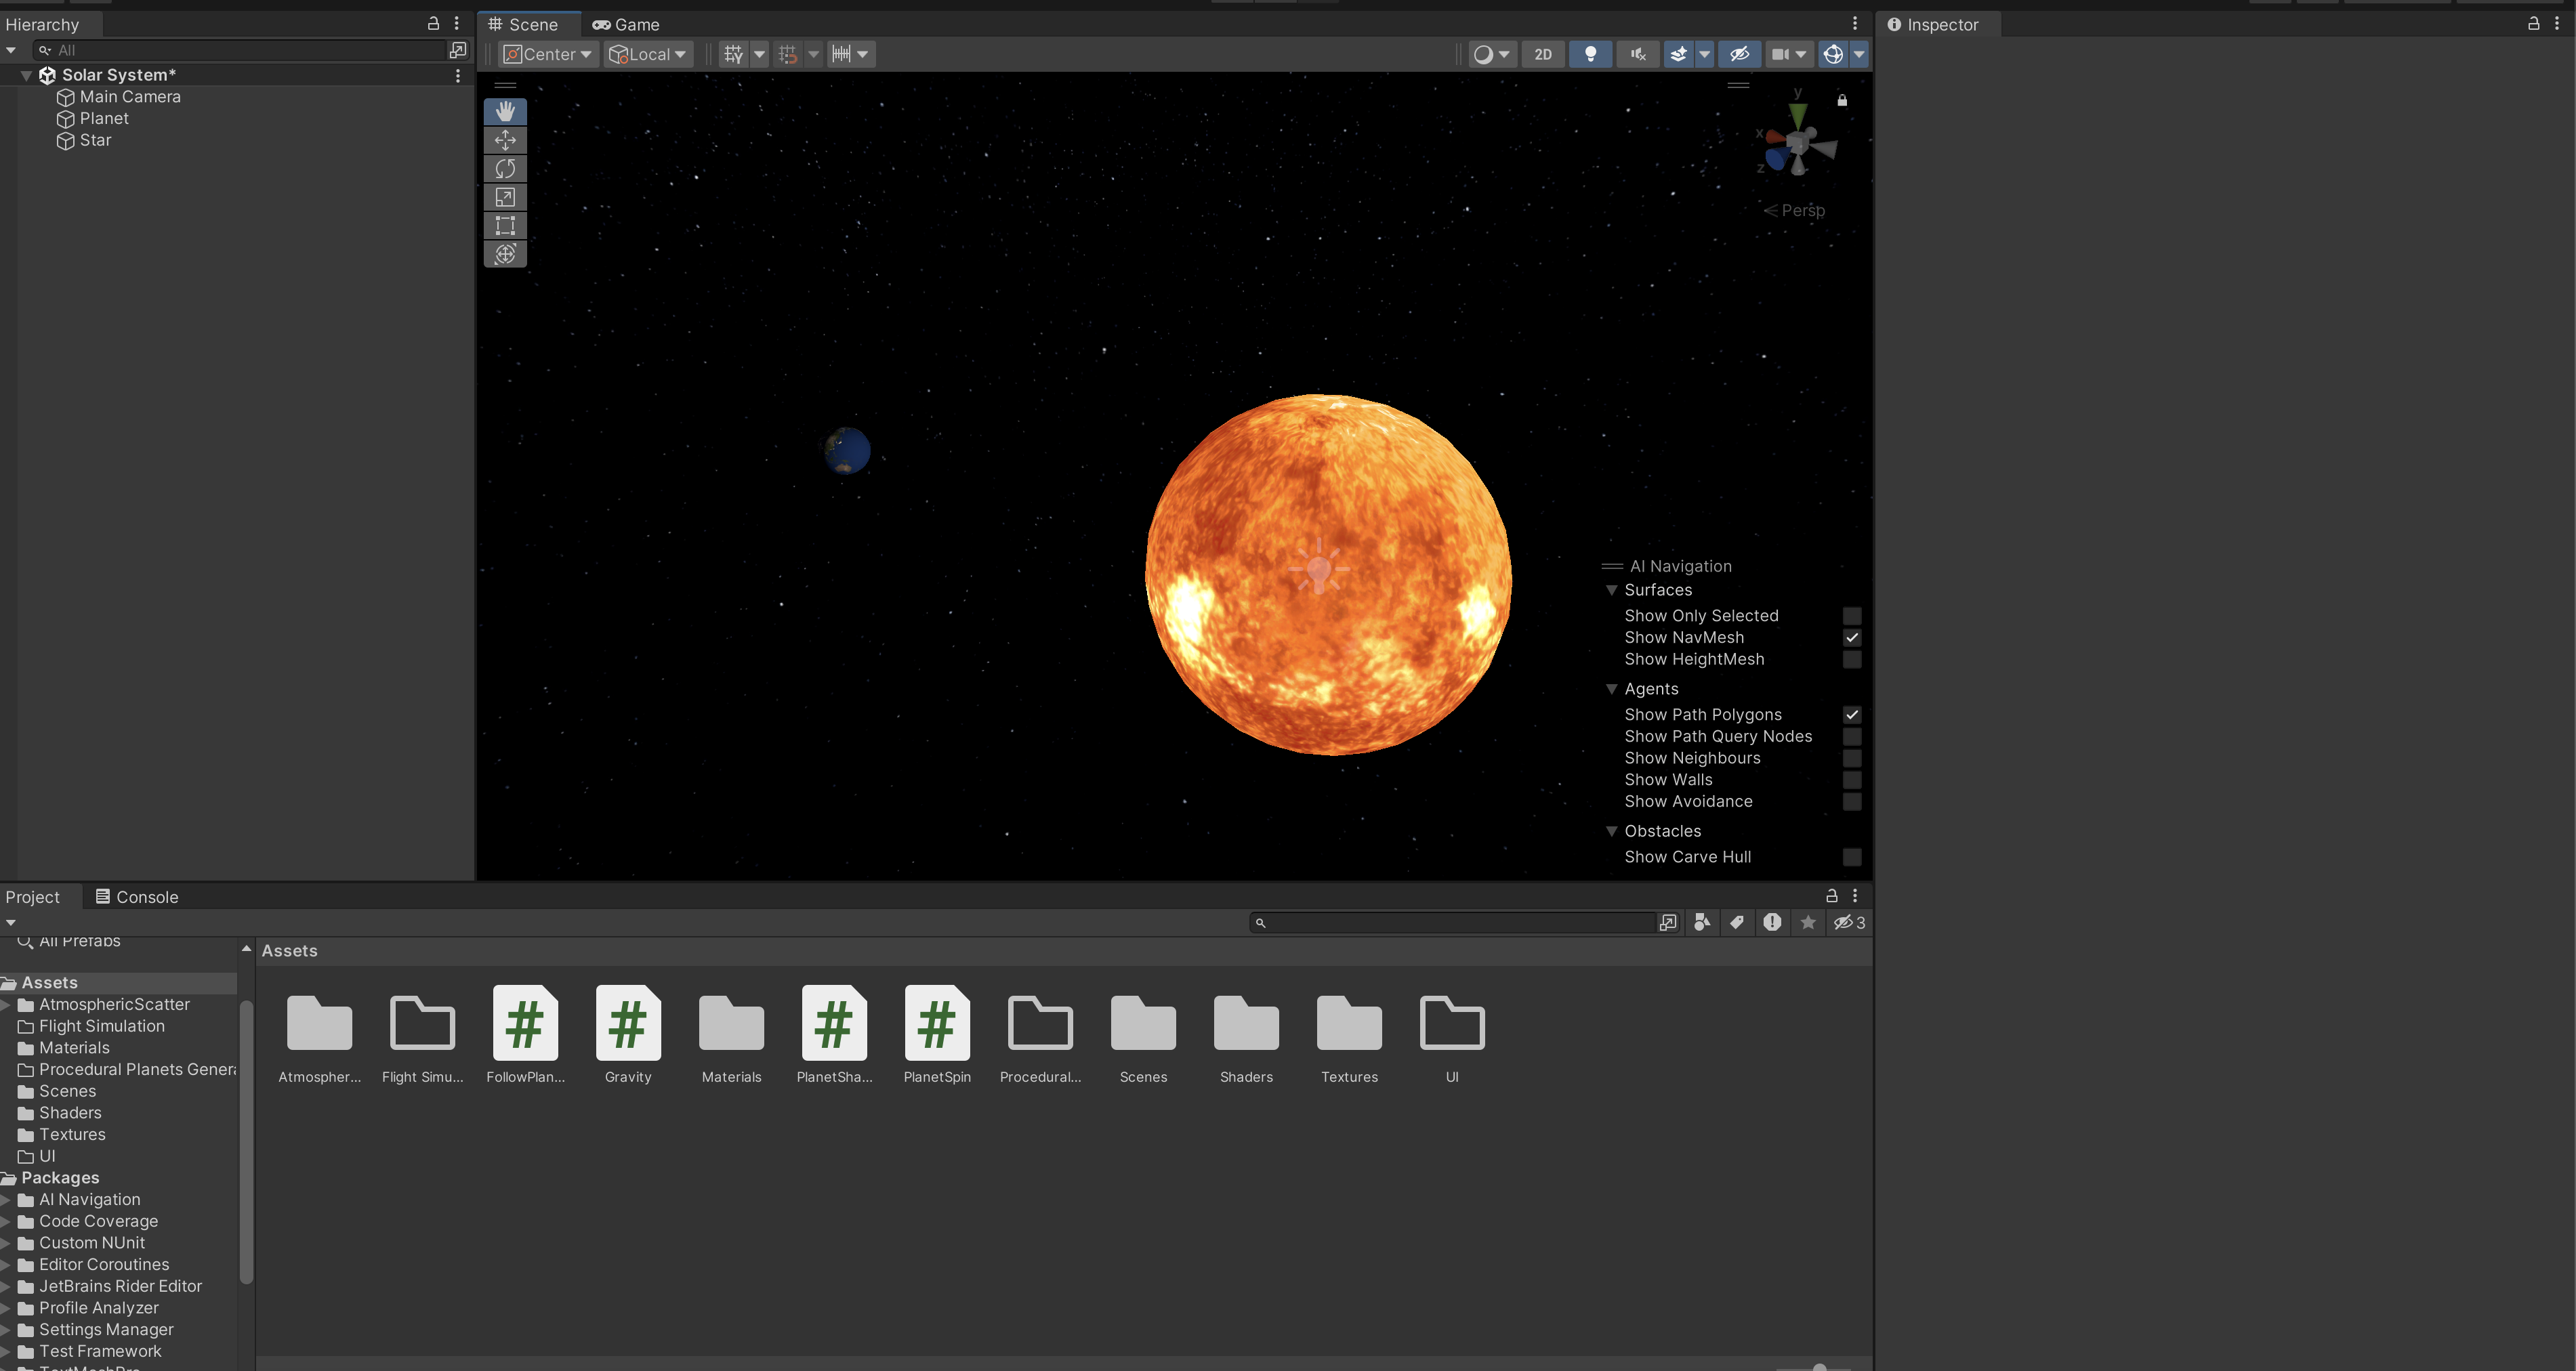 Hierarchy
All
Solar System*
Main Camera
Planet
Star
Scene
Game
Center
Local
2D
y
x
z
Persp
AI Navigation
Surfaces
Show Only Selected
Show NavMesh
Show HeightMesh
Agents
Show Path Polygons
Show Path Query Nodes
Show Neighbours
Show Walls
Show Avoidance
Obstacles
Show Carve Hull
Inspector
Project
Console
3
All Prefabs
Assets
AtmosphericScatter
Flight Simulation
Materials
Procedural Planets Genera
Scenes
Shaders
Textures
UI
Packages
AI Navigation
Code Coverage
Custom NUnit
Editor Coroutines
JetBrains Rider Editor
Profile Analyzer
Settings Manager
Test Framework
TextMeshPro
Assets
# # # #
Atmospher... Flight Simu... FollowPlan... Gravity Materials PlanetSha... PlanetSpin Procedural... Scenes Shaders Textures UI